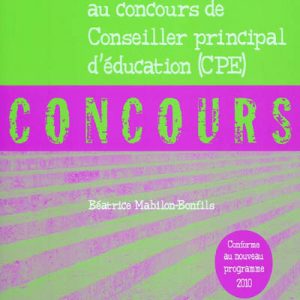 au concours de
Conseiller principal
d'éducation (CPE)
CONCOURS
Béatrice Mabilon-Bonfils
Conforme
au nouveau
programme
2010